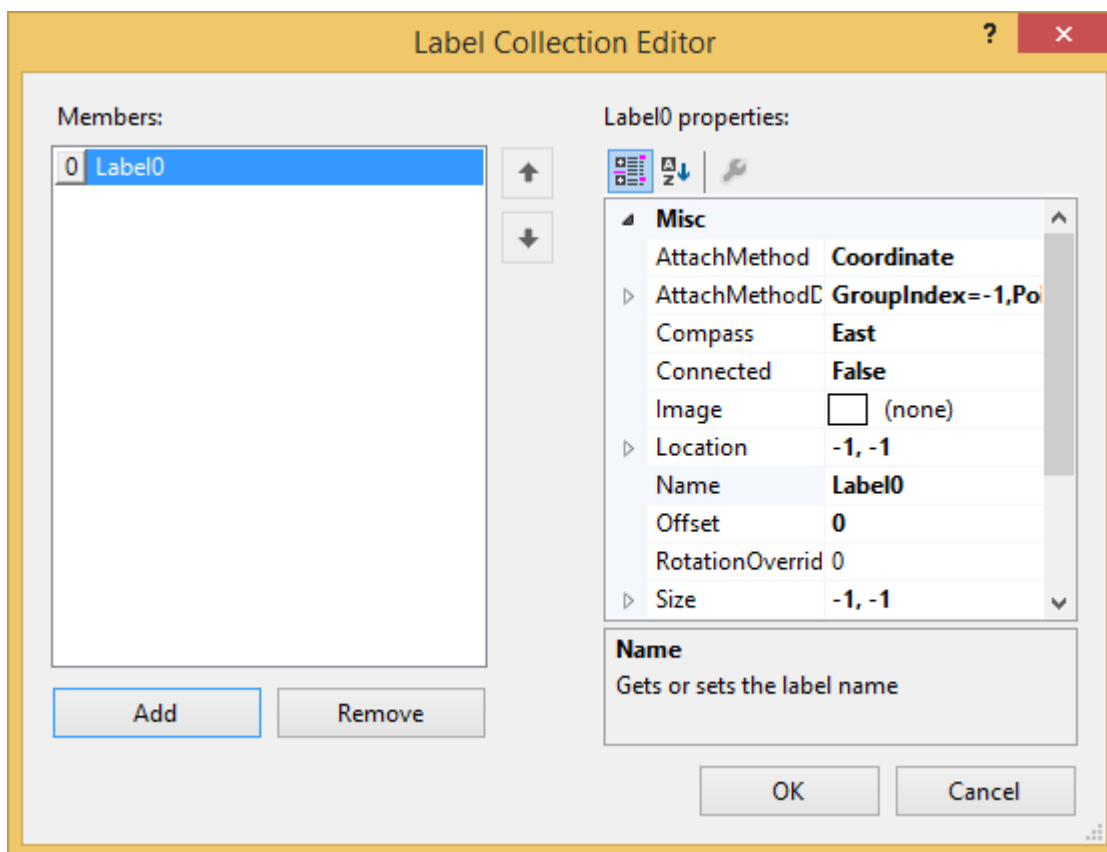 Label Collection Editor
?
Members:
0 Label0
Add
Remove
Label0 properties:
A Z
Misc
AttachMethod Coordinate
AttachMethodD GroupIndex=-1,Poi
Compass East
Connected False
Image (none)
Location -1, -1
Name Label0
Offset 0
RotationOverrid 0
Size -1, -1
Name
Gets or sets the label name
OK
Cancel